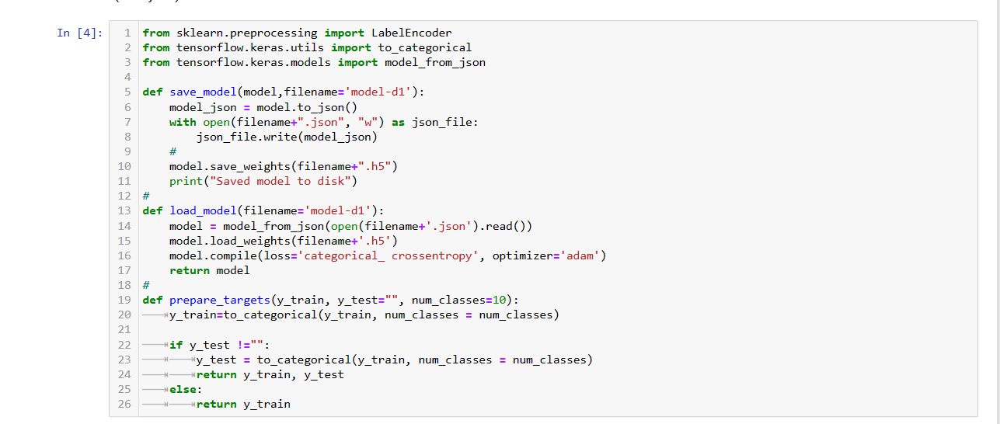 In [4]:
1 from sklearn.preprocessing import LabelEncoder
2 from tensorflow.keras.utils import to_categorical
3 from tensorflow.keras.models import model_from_json
4
5 def save_model(model,filename='model-d1'):
6     model_json = model.to_json()
7     with open(filename+".json", "w") as json_file:
8         json_file.write(model_json)
9     #
10     model.save_weights(filename+".h5")
11     print("Saved model to disk")
12 #
13 def load_model(filename='model-d1'):
14     model = model_from_json(open(filename+'.json').read())
15     model.load_weights(filename+'.h5')
16     model.compile(loss='categorical_ crossentropy', optimizer='adam')
17     return model
18 #
19 def prepare_targets(y_train, y_test="", num_classes=10):
20     y_train=to_categorical(y_train, num_classes = num_classes)
21
22     if y_test !="":
23         y_test = to_categorical(y_train, num_classes = num_classes)
24         return y_train, y_test
25     else:
26         return y_train